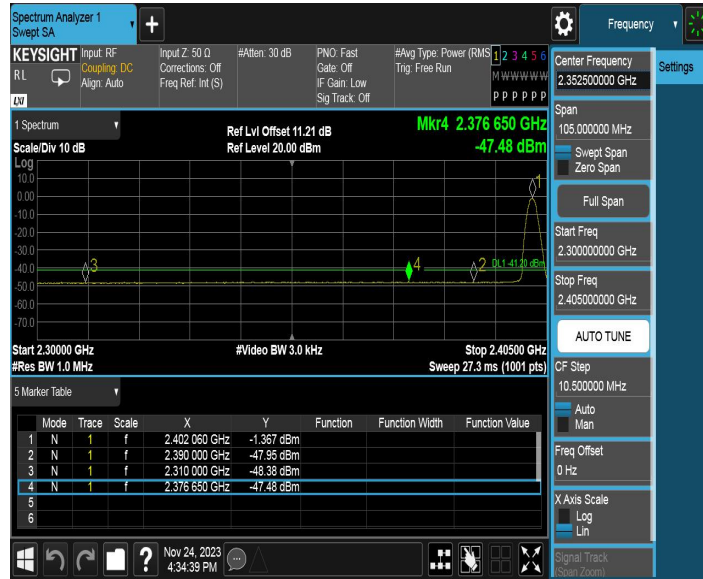 Spectrum Analyzer 1
Swept SA
+
Frequency
KEYSIGHT
RL
LXI
Input: RF
Coupling: DC
Align: Auto
Input Z: 50 Ω
Corrections: Off
Freq Ref: Int (S)
#Atten: 30 dB
PNO: Fast
Gate: Off
IF Gain: Low
Sig Track: Off
#Avg Type: Power (RMS
Trig: Free Run
1 2 3 4 5 6
M W W W W W
P P P P P P
Settings
Center Frequency
2.352500000 GHz
Span
105.000000 MHz
Swept Span
Zero Span
Full Span
Start Freq
2.300000000 GHz
Stop Freq
2.405000000 GHz
AUTO TUNE
CF Step
10.500000 MHz
Auto
Man
Freq Offset
0 Hz
X Axis Scale
Log
Lin
Signal Track
(Span Zoom)
1 Spectrum
Scale/Div 10 dB
Ref Lvl Offset 11.21 dB
Ref Level 20.00 dBm
Mkr4 2.376 650 GHz
-47.48 dBm
Log
10.0
0.00
-10.0
-20.0
-30.0
-40.0
-50.0
-60.0
-70.0
1
3
4
2
DL1 -41.20 dBm
Start 2.30000 GHz
#Res BW 1.0 MHz
#Video BW 3.0 kHz
Stop 2.40500 GHz
Sweep 27.3 ms (1001 pts)
5 Marker Table
Mode Trace Scale X Y Function Function Width Function Value
1 N 1 f 2.402 060 GHz -1.367 dBm
2 N 1 f 2.390 000 GHz -47.95 dBm
3 N 1 f 2.310 000 GHz -48.38 dBm
4 N 1 f 2.376 650 GHz -47.48 dBm
5
6
?
Nov 24, 2023
4:34:39 PM